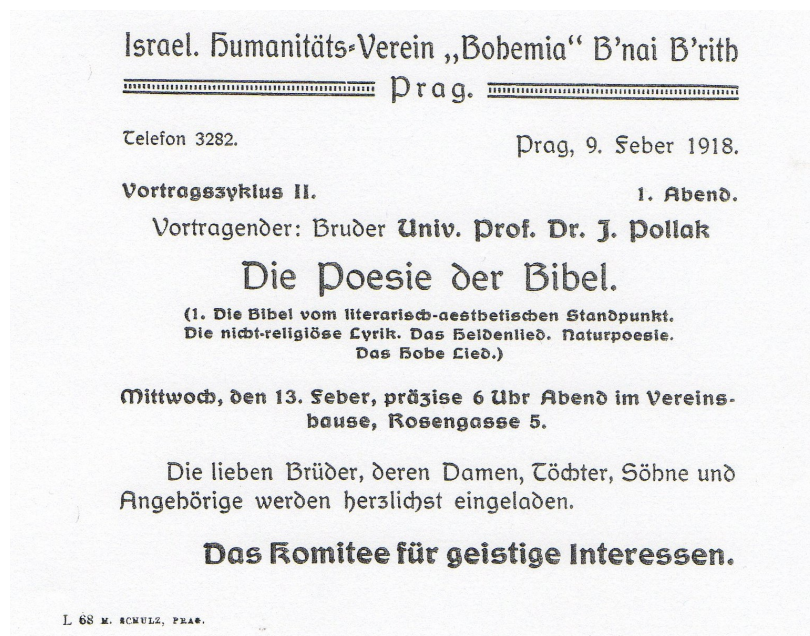 Israel. Humanitäts-Verein „Bohemia“ B'nai B'rith
Prag.
Telefon 3282.
Prag, 9. Feber 1918.
Vortragszyklus II.
1. Abend.
Vortragender: Bruder Univ. Prof. Dr. J. Pollak
Die Poesie der Bibel.
(1. Die Bibel vom literarisch-aesthetischen Standpunkt.
Die nicht-religiöse Lyrik. Das Heldenlied. Naturpoesie.
Das Hohe Lied.)
Mittwoch, den 13. Feber, präzise 6 Uhr Abend im Vereins-
hause, Rosengasse 5.
Die lieben Brüder, deren Damen, Töchter, Söhne und
Angehörige werden herzlichst eingeladen.
Das Komitee für geistige Interessen.
L 68 M. SCHULZ, PRAG.